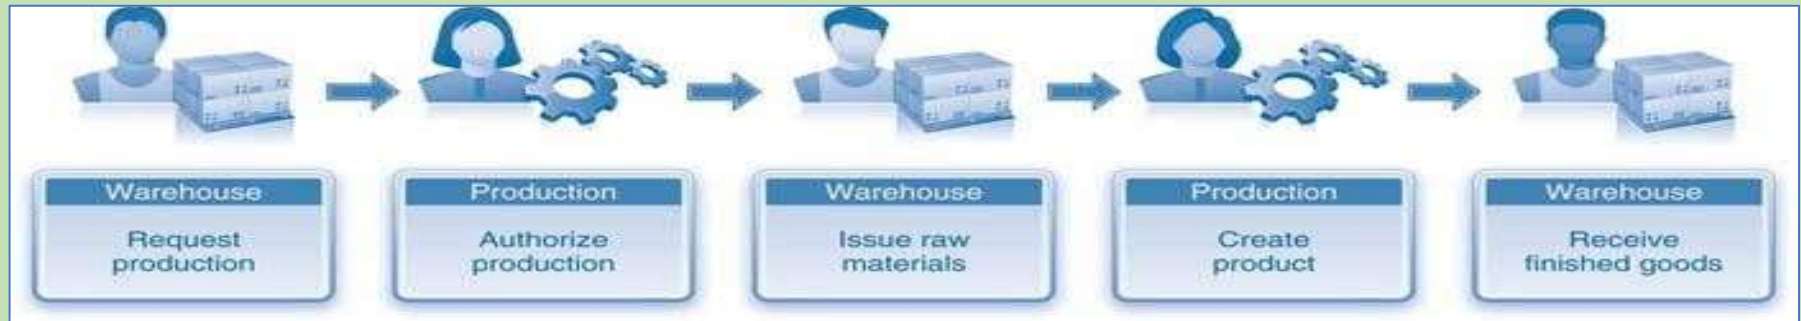 Warehouse
Request
production
Production
Authorize
production
Warehouse
Issue raw
materials
Production
Create
product
Warehouse
Receive
finished goods